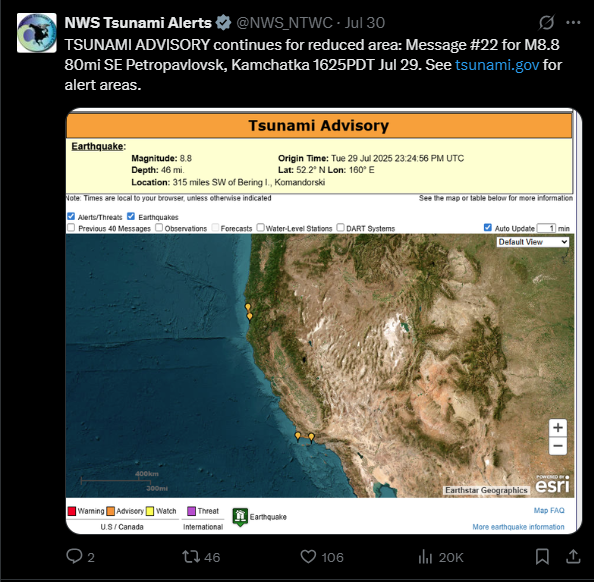 NWS Tsunami Alerts @NWS_NTWC · Jul 30
TSUNAMI ADVISORY continues for reduced area: Message #22 for M8.8
80mi SE Petropavlovsk, Kamchatka 1625PDT Jul 29. See tsunami.gov for
alert areas.
Tsunami Advisory
Earthquake:
Magnitude: 8.8 Origin Time: Tue 29 Jul 2025 23:24:56 PM UTC
Depth: 46 mi. Lat: 52.2° N Lon: 160° E
Location: 315 miles SW of Bering I., Komandorski
Note: Times are local to your browser, unless otherwise indicated See the map or table below for more information
Alerts/Threats Earthquakes
Previous 40 Messages Observations Forecasts Water-Level Stations DART Systems Auto Update 1 min
Default View
+
−
400km
300mi
Earthstar Geographics
POWERED BY
esri
Warning Advisory Watch Threat Earthquake Map FAQ
U.S / Canada International More earthquake information
2 46 106 20K